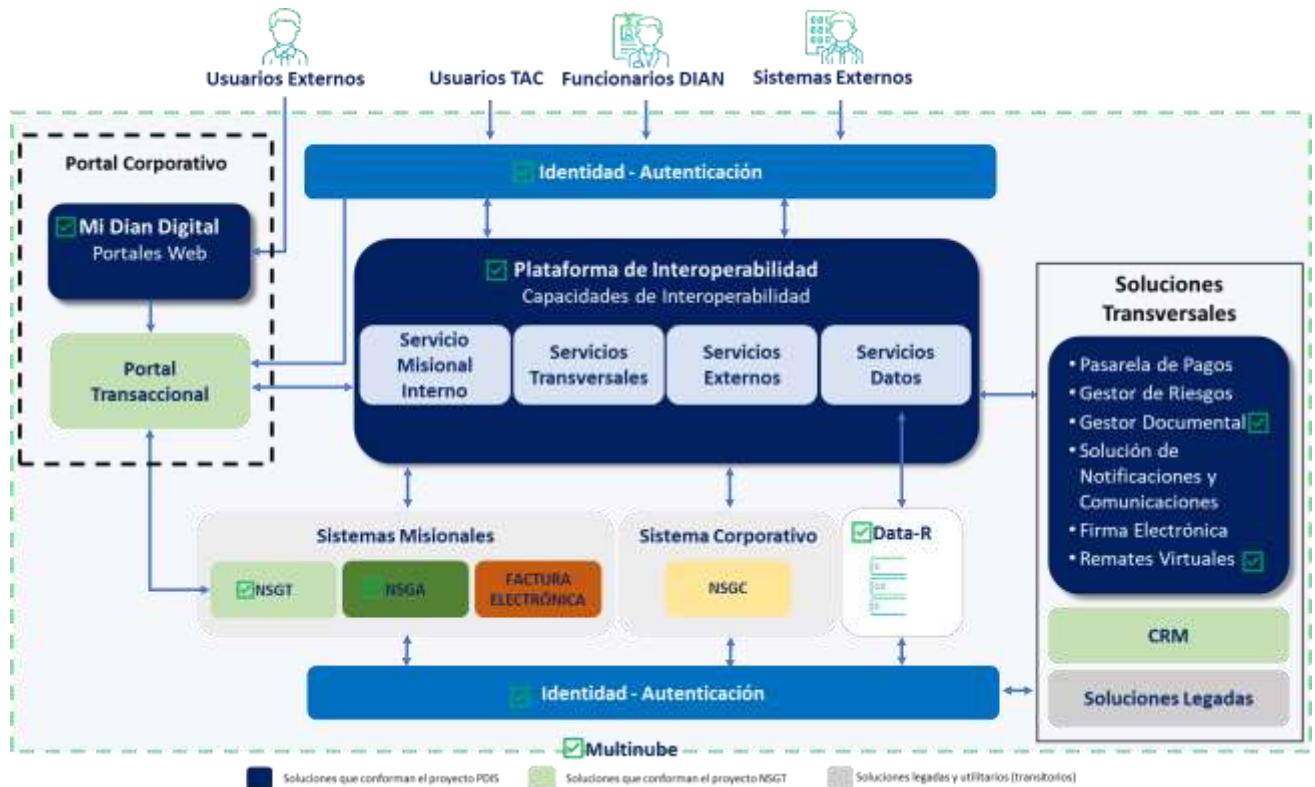 Usuarios Externos
Usuarios TAC
Funcionarios DIAN
Sistemas Externos
Portal Corporativo
Identidad - Autenticación
Mi Dian Digital
Portales Web
Plataforma de Interoperabilidad
Capacidades de Interoperabilidad
Portal
Transaccional
Servicio
Misional
Interno
Servicios
Transversales
Servicios
Externos
Servicios
Datos
Soluciones
Transversales
• Pasarela de Pagos
• Gestor de Riesgos
• Gestor Documental
• Solución de
Notificaciones y
Comunicaciones
• Firma Electrónica
• Remates Virtuales
CRM
Soluciones Legadas
Sistemas Misionales
NSGT
NSGA
FACTURA
ELECTRÓNICA
Sistema Corporativo
NSGC
Data-R
Identidad - Autenticación
Multinube
Soluciones que conforman el proyecto PDIS
Soluciones que conforman el proyecto NSGT
Soluciones legadas y utilitarios (transitorios)